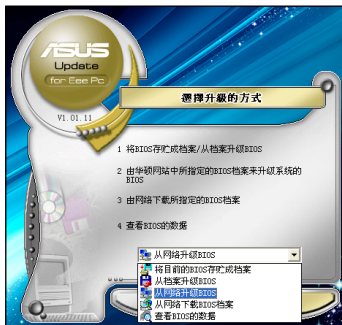 ASUS
Update
for Eee Pc
V1.01.11
選擇升級的方式
1 将BIOS存贮成档案/从档案升级BIOS
2 由华硕网站中所指定的BIOS档案来升级系统的
BIOS
3 由网络下载所指定的BIOS档案
4 查看BIOS的数据
从网络升级BIOS
将目前的BIOS存贮成档案
从档案升级BIOS
从网络升级BIOS
从网络下载BIOS档案
查看BIOS的数据